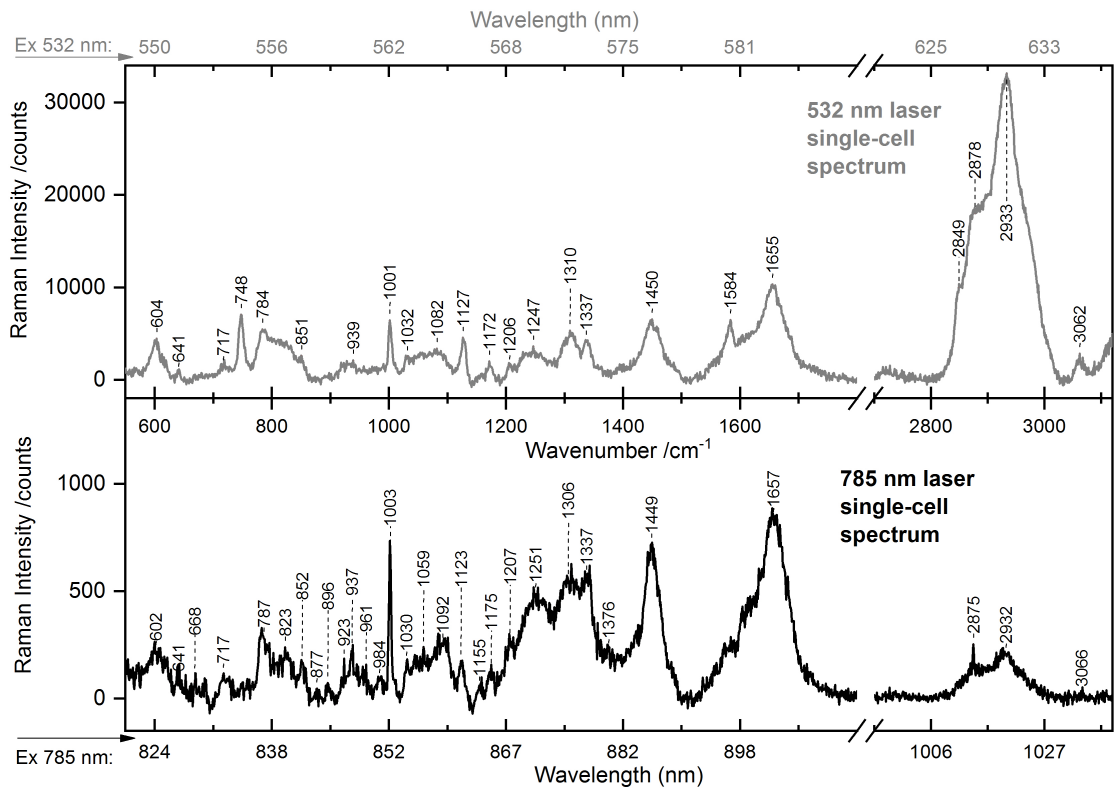 Wavelength (nm)
Ex 532 nm: 550 556 562 568 575 581 625 633
532 nm laser
single-cell
spectrum
Raman Intensity /counts
30000
20000
10000
0
604 641 717 748 784 851 939 1001 1032 1082 1127 1172 1206 1247 1310 1337 1450 1584 1655 2849 2878 2933 3062
600 800 1000 1200 1400 1600 2800 3000
Wavenumber /cm-1
785 nm laser
single-cell
spectrum
Raman Intensity /counts
1000
500
0
602 641 668 717 787 823 852 877 896 923 937 961 984 1003 1030 1059 1092 1123 1155 1175 1207 1251 1306 1337 1376 1449 1657 2875 2932 3066
Ex 785 nm: 824 838 852 867 882 898 1006 1027
Wavelength (nm)